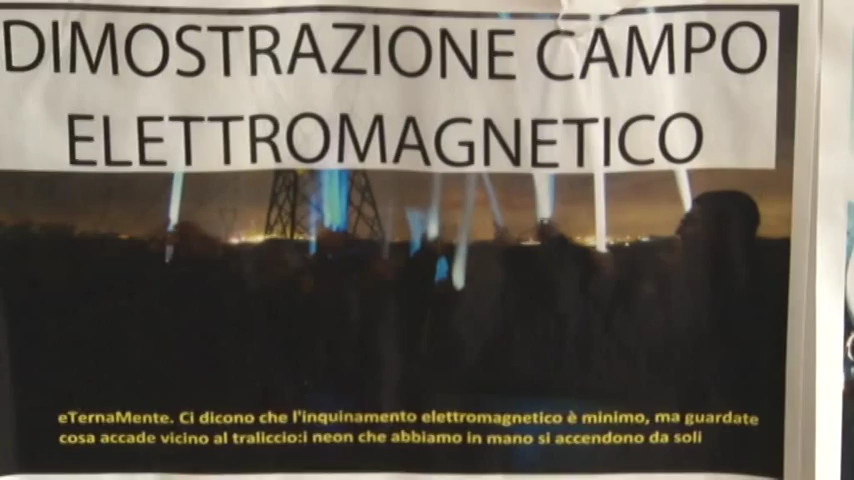 DIMOSTRAZIONE CAMPO
ELETTROMAGNETICO
eTernaMente. Ci dicono che l'inquinamento elettromagnetico è minimo, ma guardate
cosa accade vicino al traliccio:i neon che abbiamo in mano si accendono da soli